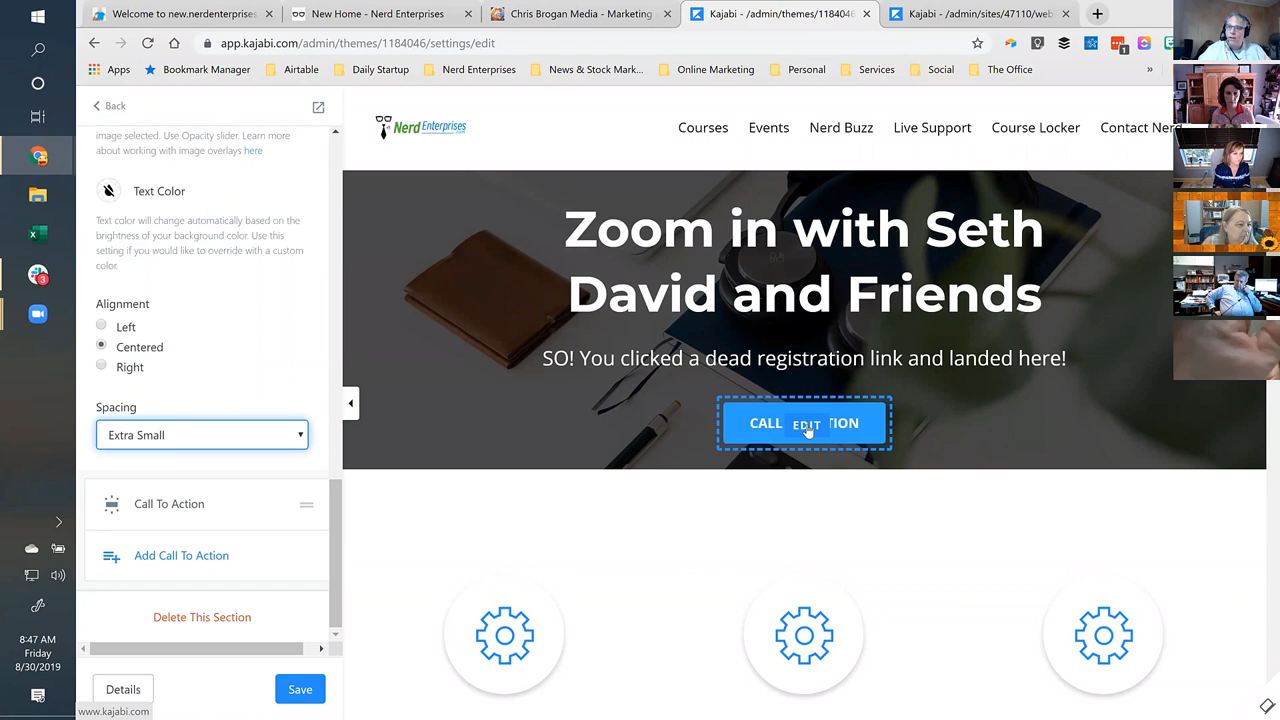 Welcome to new.nerdenterprises
New Home - Nerd Enterprises
Chris Brogan Media - Marketing
Kajabi - /admin/themes/1184046
Kajabi - /admin/sites/47110/web
app.kajabi.com/admin/themes/1184046/settings/edit
1
Apps
Bookmark Manager
Airtable
Daily Startup
Nerd Enterprises
News & Stock Mark...
Online Marketing
Personal
Services
Social
The Office
»
Back
image selected. Use Opacity slider. Learn more
about working with image overlays here
Text Color
Text color will change automatically based on the
brightness of your background color. Use this
setting if you would like to override with a custom
color.
Alignment
Left
Centered
Right
Spacing
Extra Small
Call To Action
Add Call To Action
Delete This Section
Details
Save
www.kajabi.com
Nerd Enterprises
Courses
Events
Nerd Buzz
Live Support
Course Locker
Contact Nerd
Zoom in with Seth
David and Friends
SO! You clicked a dead registration link and landed here!
CALL
EDIT
TION
3
8:47 AM
Friday
8/30/2019